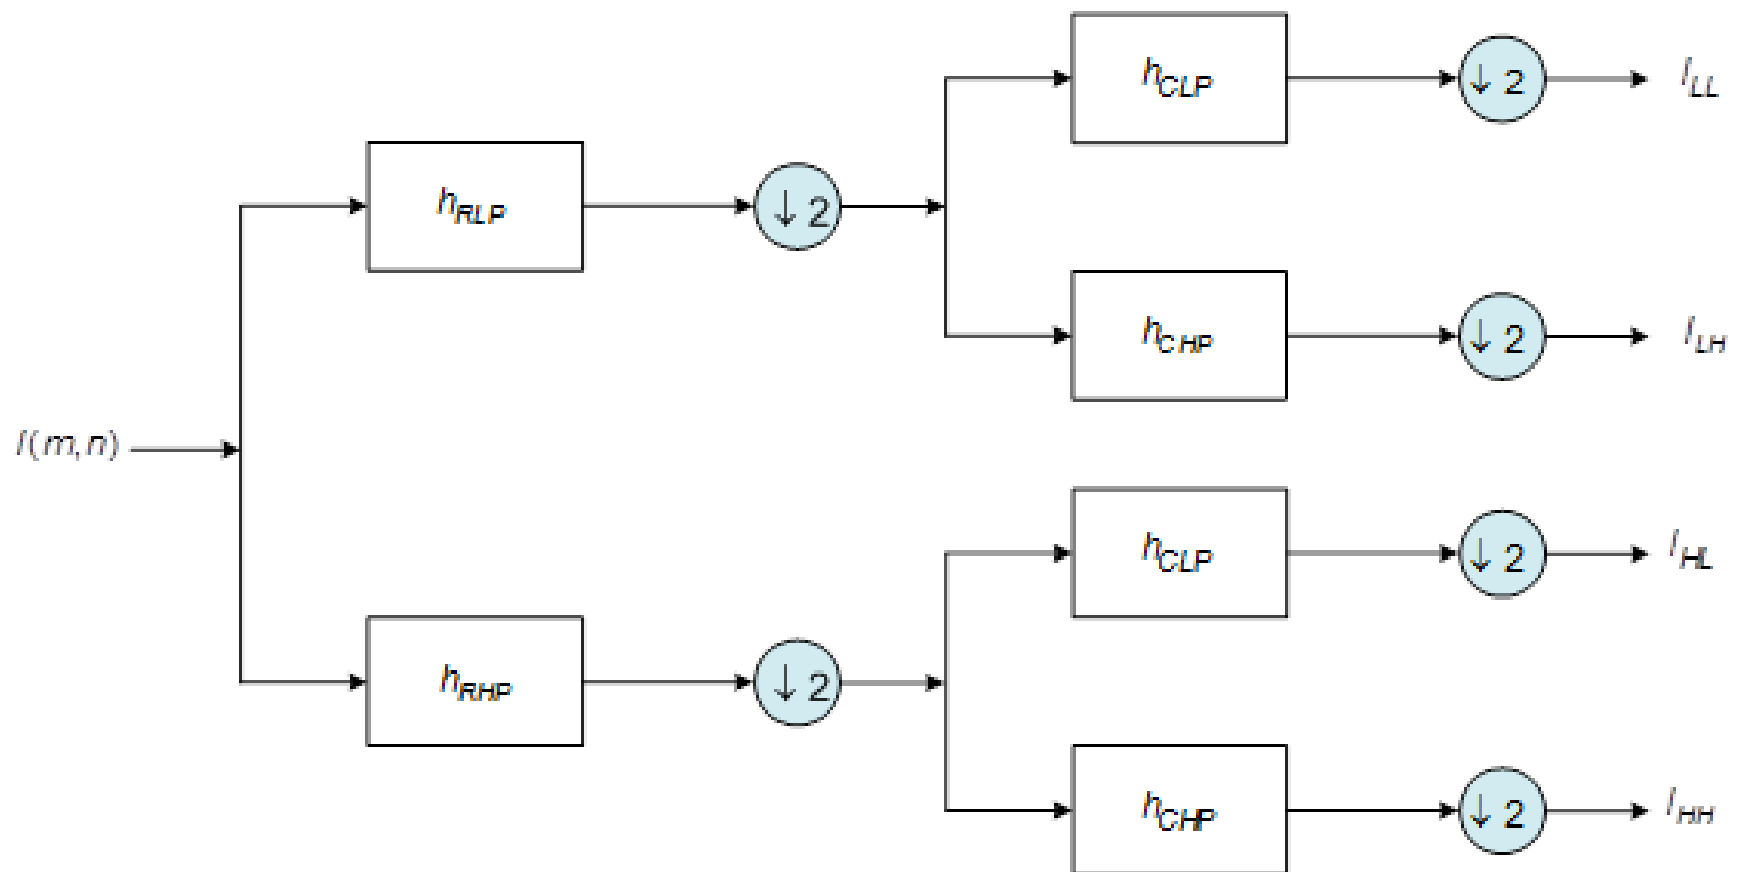 h_CLP
↓ 2
I_LL
h_RLP
↓ 2
h_CHP
↓ 2
I_LH
I(m,n)
h_CLP
↓ 2
I_HL
h_RHP
↓ 2
h_CHP
↓ 2
I_HH